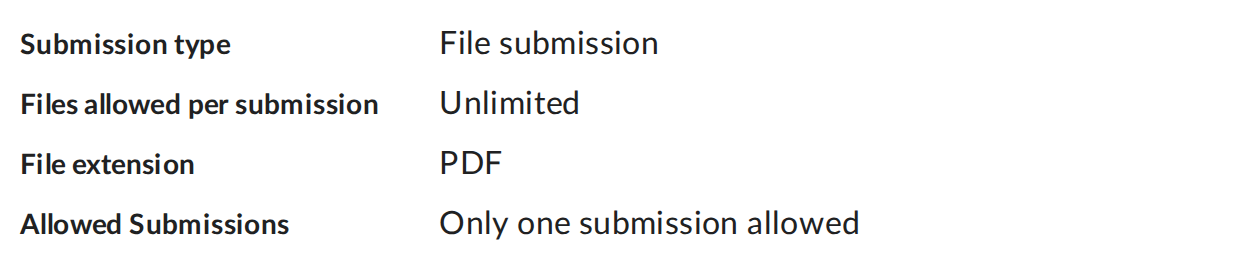 Submission type File submission
Files allowed per submission Unlimited
File extension PDF
Allowed Submissions Only one submission allowed